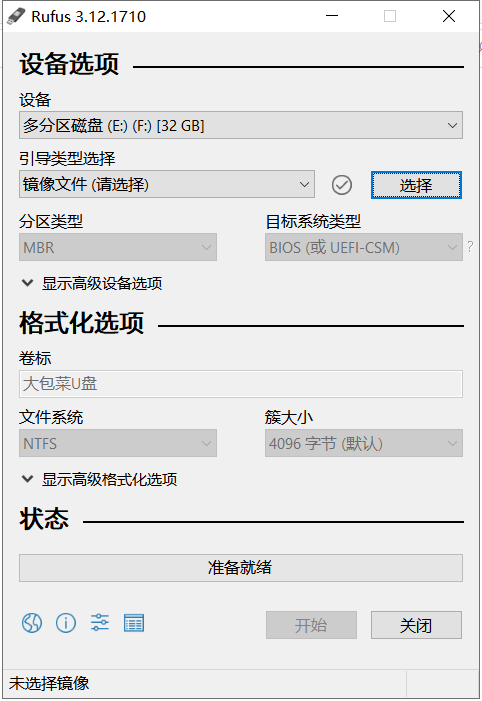 Rufus 3.12.1710
设备选项
设备
多分区磁盘 (E:) (F:) [32 GB]
引导类型选择
镜像文件 (请选择)
选择
分区类型
目标系统类型
MBR
BIOS (或 UEFI-CSM)
?
显示高级设备选项
格式化选项
卷标
大包菜U盘
文件系统
簇大小
NTFS
4096 字节 (默认)
显示高级格式化选项
状态
准备就绪
开始
关闭
未选择镜像